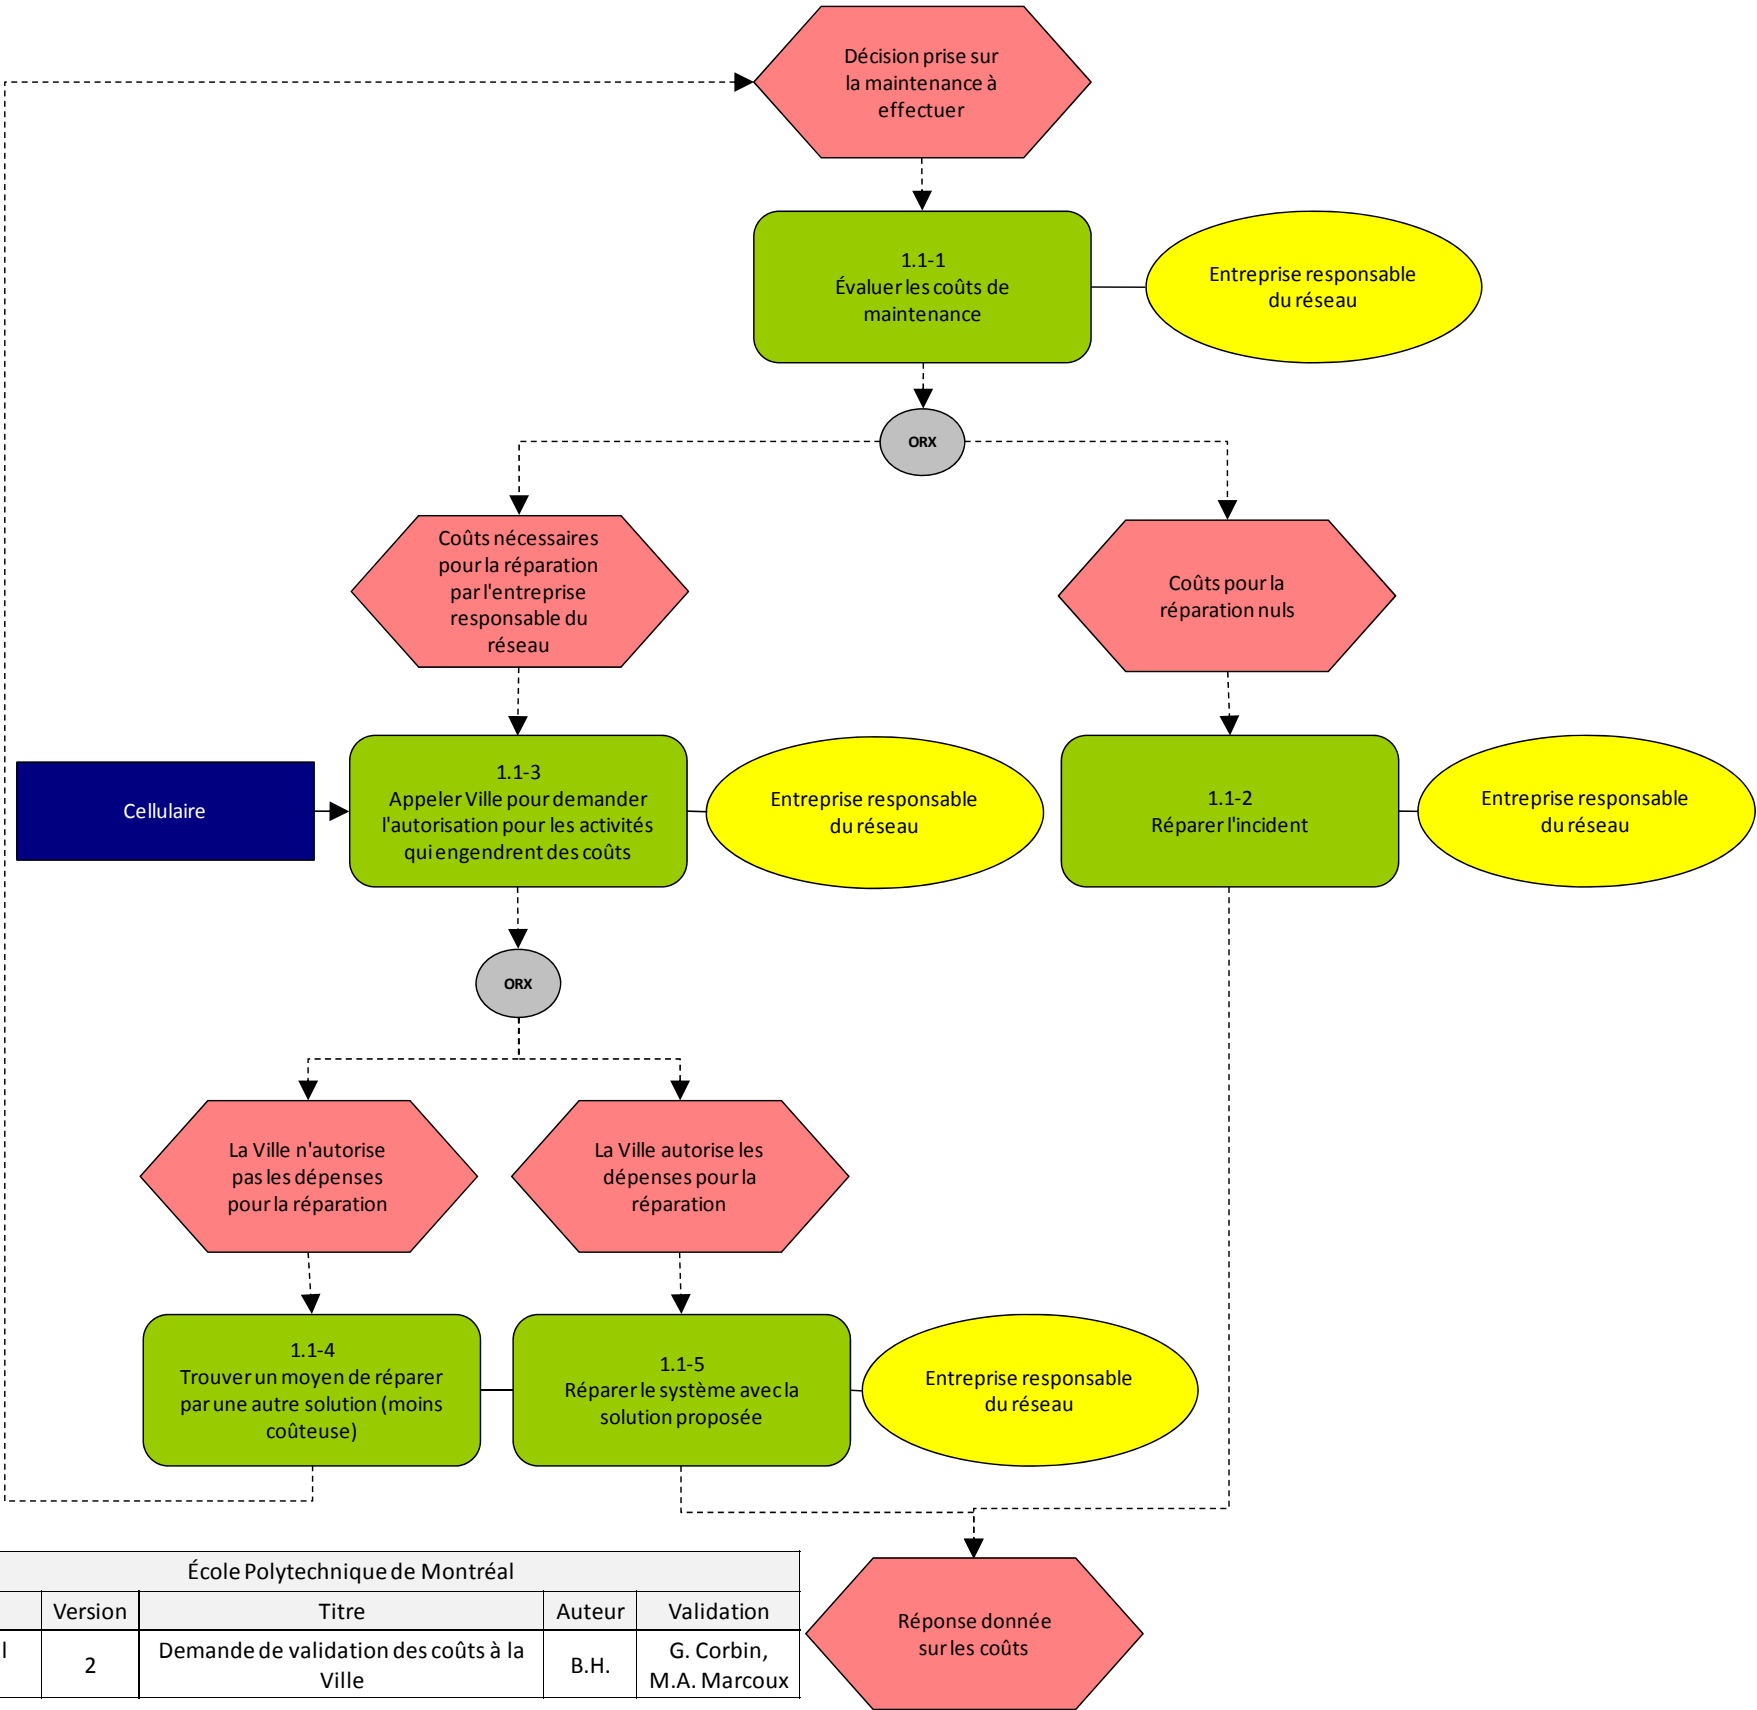 Décision prise sur
la maintenance à
effectuer
1.1-1
Évaluer les coûts de
maintenance
Entreprise responsable
du réseau
ORX
Coûts nécessaires
pour la réparation
par l'entreprise
responsable du
réseau
Coûts pour la
réparation nuls
Cellulaire
1.1-3
Appeler Ville pour demander
l'autorisation pour les activités
qui engendrent des coûts
Entreprise responsable
du réseau
1.1-2
Réparer l'incident
Entreprise responsable
du réseau
ORX
La Ville n'autorise
pas les dépenses
pour la réparation
La Ville autorise les
dépenses pour la
réparation
1.1-4
Trouver un moyen de réparer
par une autre solution (moins
coûteuse)
1.1-5
Réparer le système avec la
solution proposée
Entreprise responsable
du réseau
École Polytechnique de Montréal
Version
Titre
Auteur
Validation
2
Demande de validation des coûts à la
Ville
B.H.
G. Corbin,
M.A. Marcoux
Réponse donnée
sur les coûts